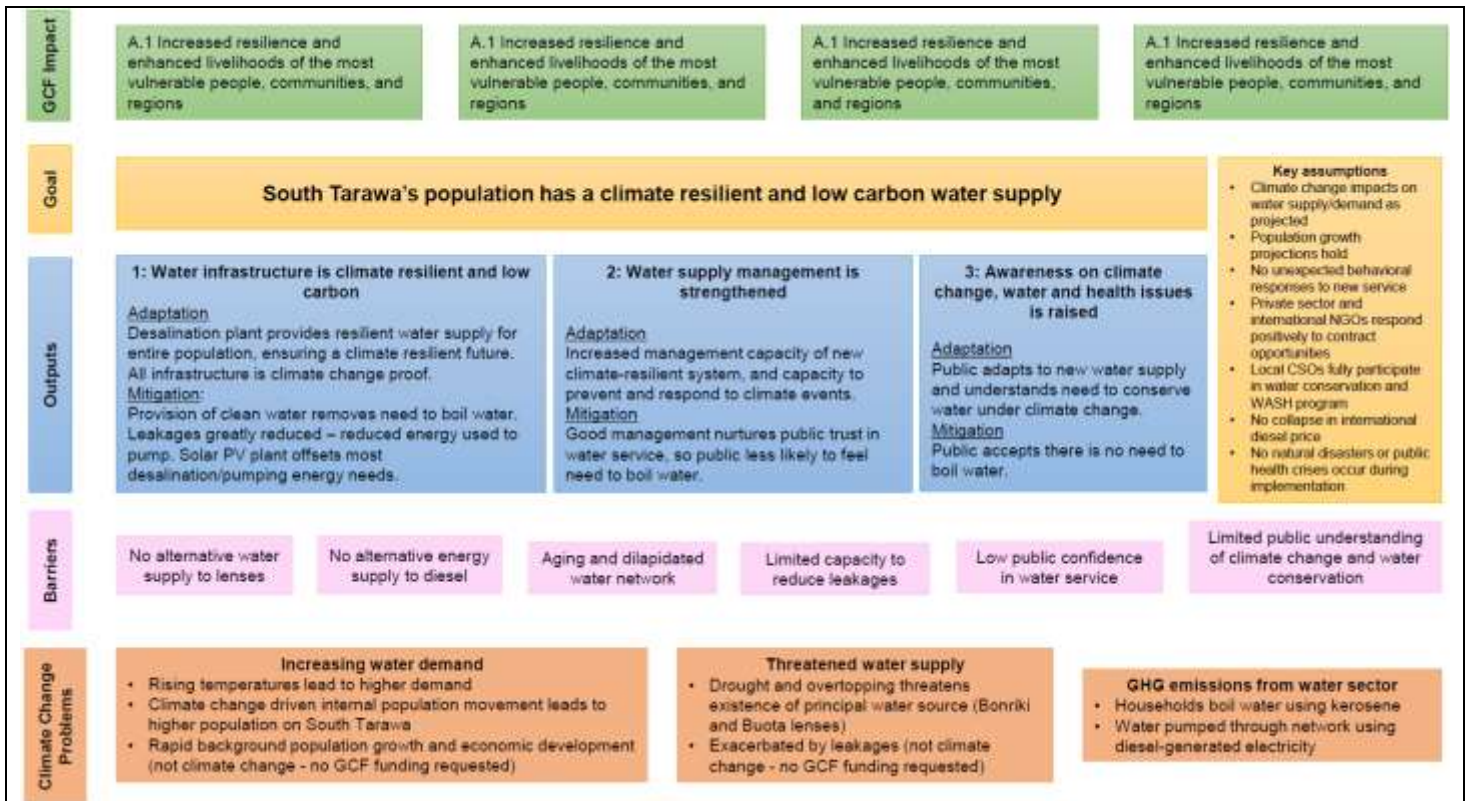 GCF Impact
A.1 Increased resilience and
enhanced livelihoods of the most
vulnerable people, communities, and
regions
A.1 Increased resilience and
enhanced livelihoods of the most
vulnerable people, communities, and
regions
A.1 Increased resilience and
enhanced livelihoods of the most
vulnerable people, communities,
and regions
A.1 Increased resilience and
enhanced livelihoods of the most
vulnerable people, communities, and
regions
Goal
South Tarawa's population has a climate resilient and low carbon water supply
Key assumptions
• Climate change impacts on
water supply/demand as
projected
• Population growth
projections hold
• No unexpected behavioral
responses to new service
• Private sector and
international NGOs respond
positively to contract
opportunities
• Local CSOs fully participate
in water conservation and
WASH program
• No collapse in international
diesel price
• No natural disasters or public
health crises occur during
implementation
Outputs
1: Water infrastructure is climate resilient and low
carbon
Adaptation
Desalination plant provides resilient water supply for
entire population, ensuring a climate resilient future.
All infrastructure is climate change proof.
Mitigation:
Provision of clean water removes need to boil water.
Leakages greatly reduced – reduced energy used to
pump. Solar PV plant offsets most
desalination/pumping energy needs.
2: Water supply management is
strengthened
Adaptation
Increased management capacity of new
climate-resilient system, and capacity to
prevent and respond to climate events.
Mitigation
Good management nurtures public trust in
water service, so public less likely to feel
need to boil water.
3: Awareness on climate
change, water and health issues
is raised
Adaptation
Public adapts to new water supply
and understands need to conserve
water under climate change.
Mitigation
Public accepts there is no need to
boil water.
Barriers
No alternative water
supply to lenses
No alternative energy
supply to diesel
Aging and dilapidated
water network
Limited capacity to
reduce leakages
Low public confidence
in water service
Limited public understanding
of climate change and water
conservation
Climate Change
Problems
Increasing water demand
• Rising temperatures lead to higher demand
• Climate change driven internal population movement leads to
higher population on South Tarawa
• Rapid background population growth and economic development
(not climate change - no GCF funding requested)
Threatened water supply
• Drought and overtopping threatens
existence of principal water source (Bonriki
and Buota lenses)
• Exacerbated by leakages (not climate
change - no GCF funding requested)
GHG emissions from water sector
• Households boil water using kerosene
• Water pumped through network using
diesel-generated electricity